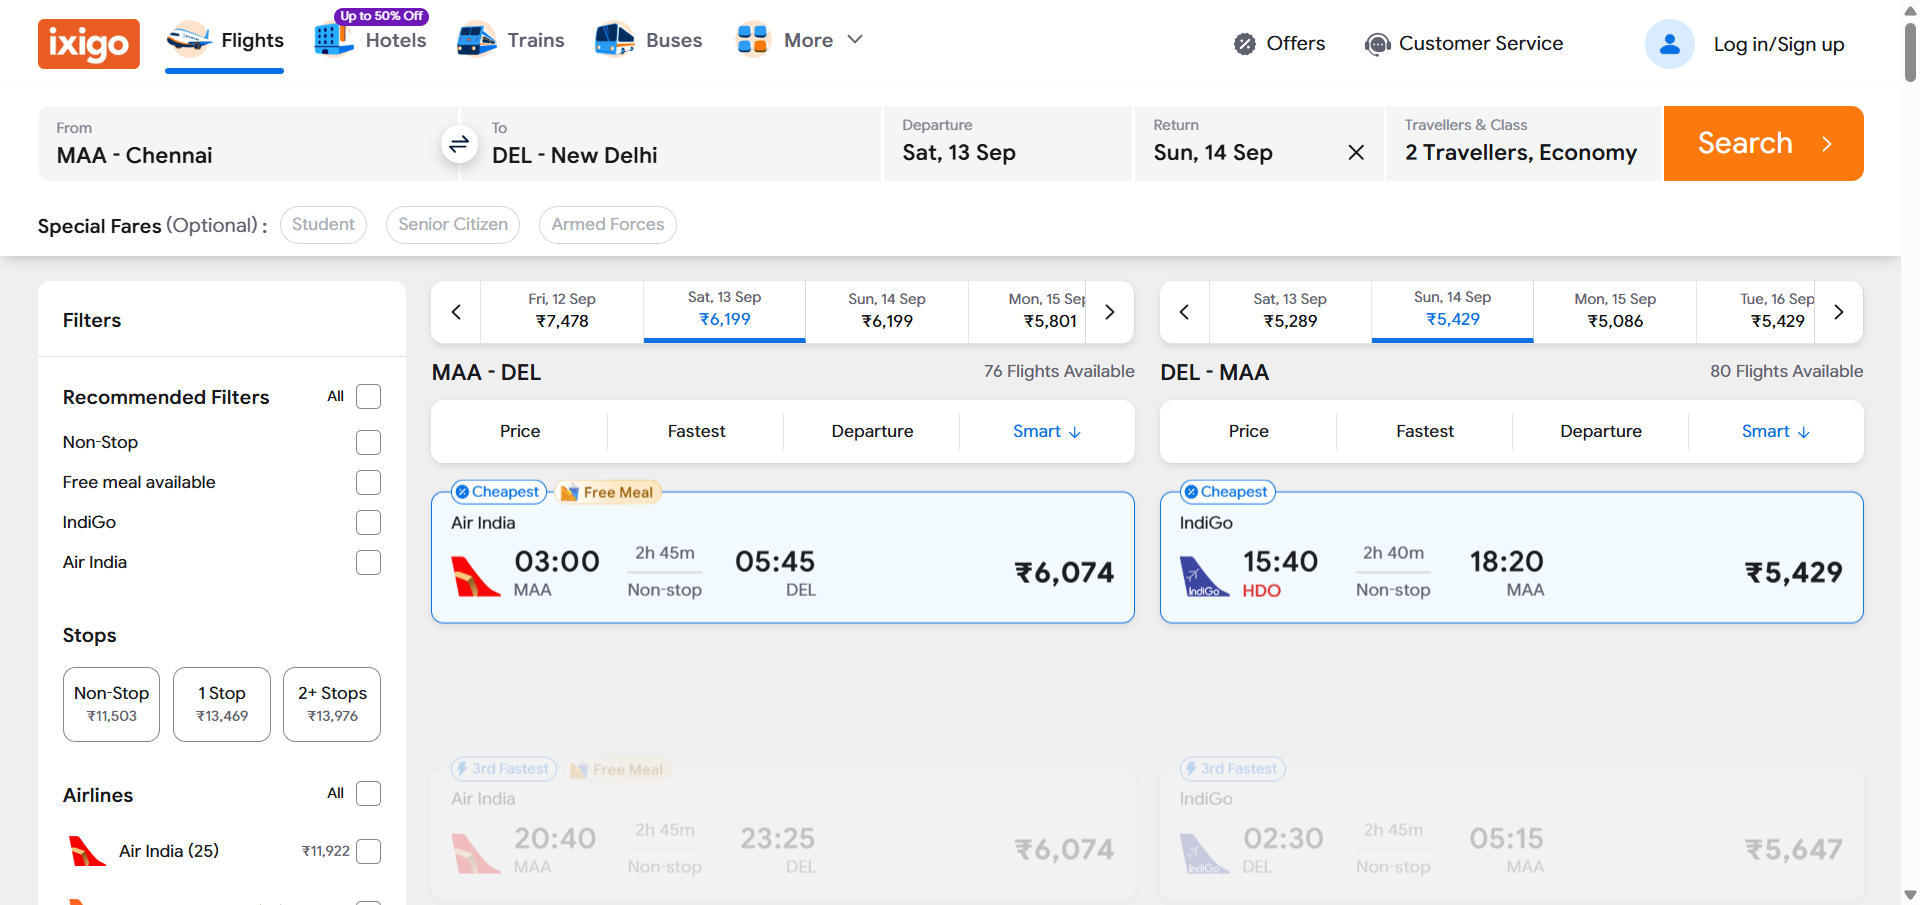 ixigo
Flights
Up to 50% Off
Hotels
Trains
Buses
More
Offers
Customer Service
Log in/Sign up
From
MAA - Chennai
To
DEL - New Delhi
Departure
Sat, 13 Sep
Return
Sun, 14 Sep
Travellers & Class
2 Travellers, Economy
Search
Special Fares (Optional) :
Student
Senior Citizen
Armed Forces
Filters
Recommended Filters
All
Non-Stop
Free meal available
IndiGo
Air India
Stops
Non-Stop
₹11,503
1 Stop
₹13,469
2+ Stops
₹13,976
Airlines
All
Air India (25)
₹11,922
Fri, 12 Sep
₹7,478
Sat, 13 Sep
₹6,199
Sun, 14 Sep
₹6,199
Mon, 15 Sep
₹5,801
MAA - DEL
76 Flights Available
Price
Fastest
Departure
Smart
Cheapest
Free Meal
Air India
03:00
MAA
2h 45m
Non-stop
05:45
DEL
₹6,074
3rd Fastest
Free Meal
Air India
20:40
MAA
2h 45m
Non-stop
23:25
DEL
₹6,074
Sat, 13 Sep
₹5,289
Sun, 14 Sep
₹5,429
Mon, 15 Sep
₹5,086
Tue, 16 Sep
₹5,429
DEL - MAA
80 Flights Available
Price
Fastest
Departure
Smart
Cheapest
IndiGo
IndiGo
15:40
HDO
2h 40m
Non-stop
18:20
MAA
₹5,429
3rd Fastest
IndiGo
IndiGo
02:30
DEL
2h 45m
Non-stop
05:15
MAA
₹5,647